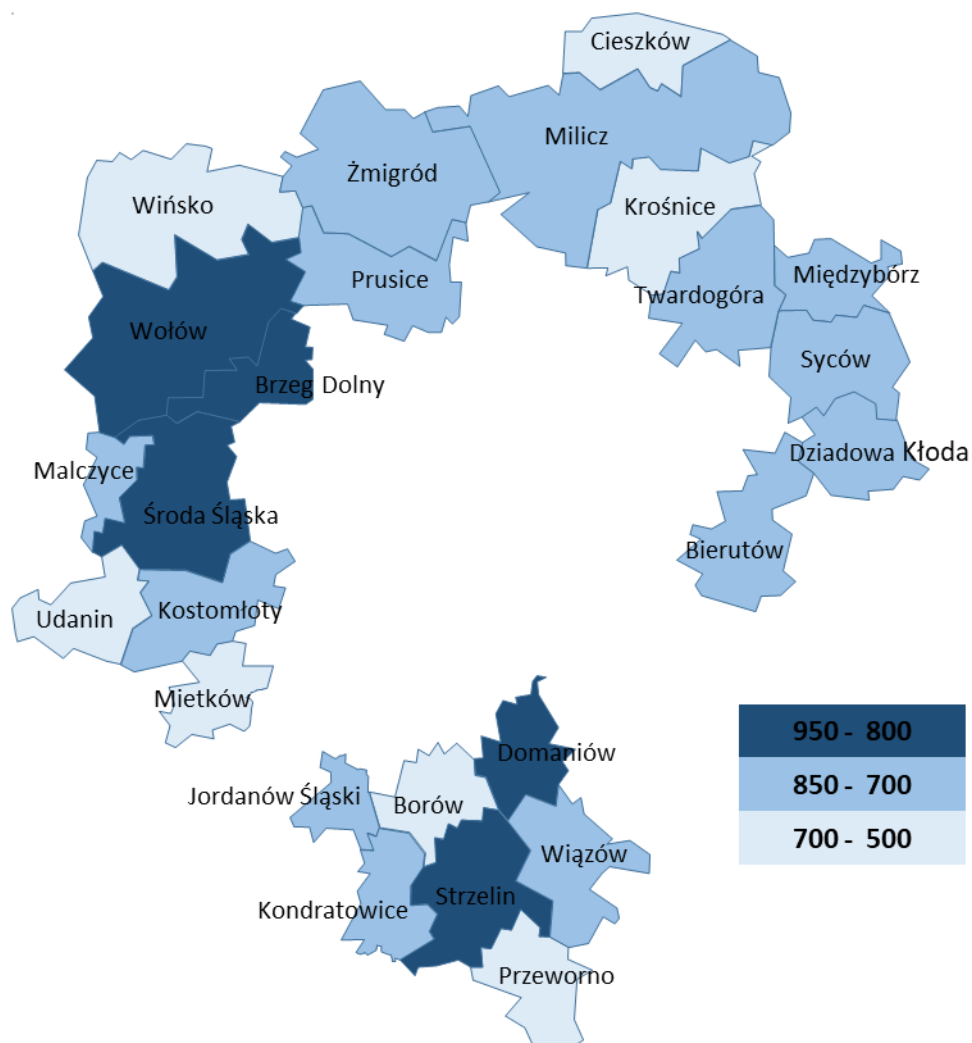 Cieszków
Milicz
Żmigród
Wińsko
Krośnice
Prusice
Międzybórz
Twardogóra
Wołów
Syców
Brzeg Dolny
Dziadowa Kłoda
Malczyce
Środa Śląska
Bierutów
Kostomłoty
Udanin
Mietków
950 - 800
Domaniów
850 - 700
Jordanów Śląski
Borów
700 - 500
Wiązów
Strzelin
Kondratowice
Przeworno